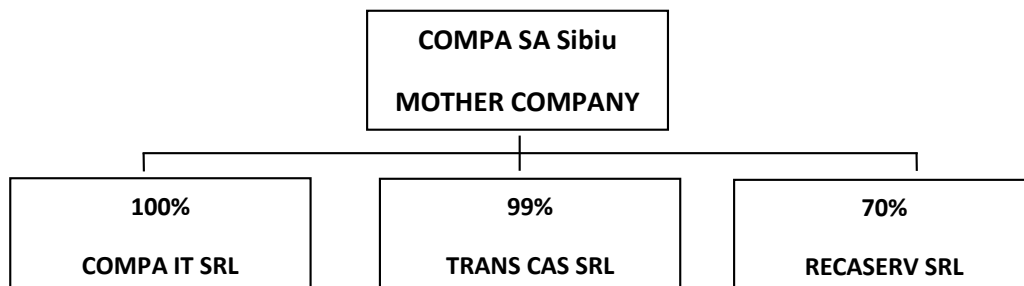 COMPA SA Sibiu
MOTHER COMPANY
100%
COMPA IT SRL
99%
TRANS CAS SRL
70%
RECASERV SRL